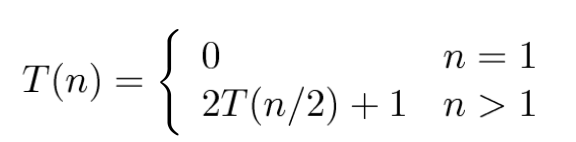 T(n) = { 0 n = 1
2T(n/2) + 1 n > 1